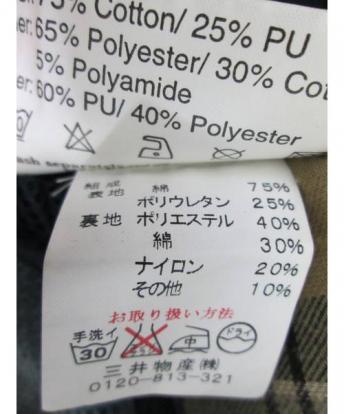 75% Cotton/ 25% PU
65% Polyester/ 30% Cot
5% Polyamide
60% PU/ 40% Polyester
組成
表地 綿 75%
ポリウレタン 25%
裏地 ポリエステル 40%
綿 30%
ナイロン 20%
その他 10%
お取り扱い方法
手洗イ 30 中 ドライ
三井物産(株)
0120-813-321